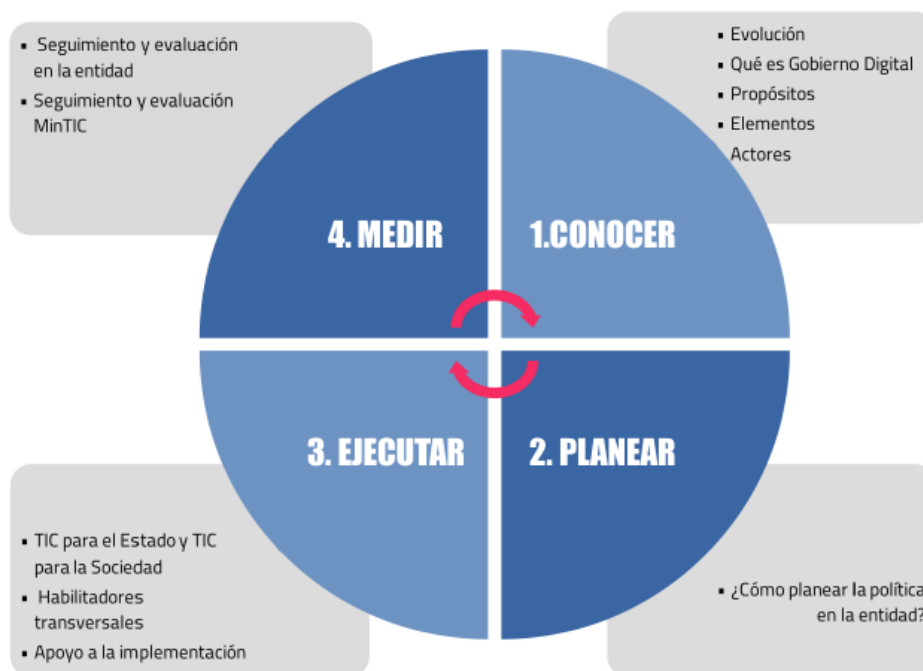 ▪ Seguimiento y evaluación
en la entidad
▪ Seguimiento y evaluación
MinTIC
▪ Evolución
▪ Qué es Gobierno Digital
▪ Propósitos
▪ Elementos
Actores
4. MEDIR
1.CONOCER
3. EJECUTAR
2. PLANEAR
▪ TIC para el Estado y TIC
para la Sociedad
▪ Habilitadores
transversales
▪ Apoyo a la implementación
▪ ¿Cómo planear la política
en la entidad?